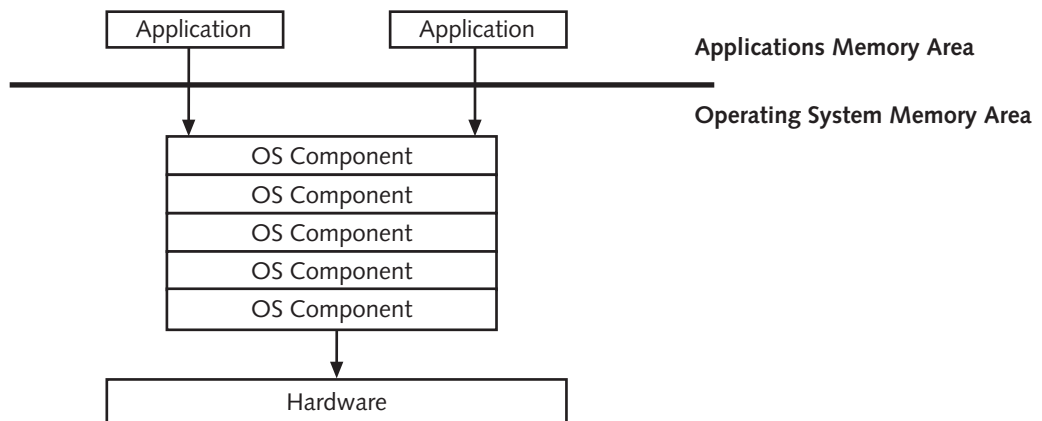 Application
Application
Applications Memory Area
Operating System Memory Area
OS Component
OS Component
OS Component
OS Component
OS Component
Hardware